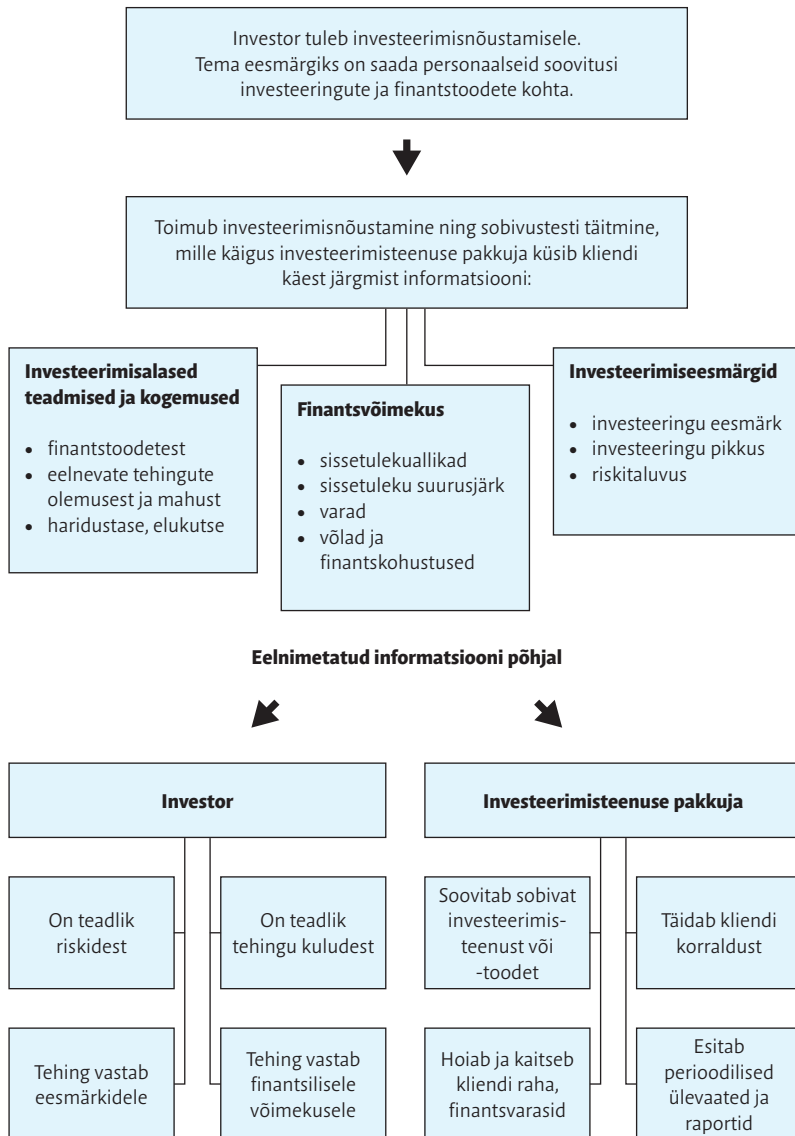 Investor tuleb investeerimisnõustamisele.
Tema eesmärgiks on saada personaalseid soovitusi
investeeringute ja finantstoodete kohta.
Toimub investeerimisnõustamine ning sobivustesti täitmine,
mille käigus investeerimisteenuse pakkuja küsib kliendi
käest järgmist informatsiooni:
Investeerimisalased
teadmised ja kogemused
• finantstoodetest
• eelnevate tehingute
olemusest ja mahust
• haridustase, elukutse
Finantsvõimekus
• sissetulekuallikad
• sissetuleku suurusjärk
• varad
• võlad ja
finantskohustused
Investeerimiseesmärgid
• investeeringu eesmärk
• investeeringu pikkus
• riskitaluvus
Eelnimetatud informatsiooni põhjal
Investor
On teadlik
riskidest
On teadlik
tehingu kuludest
Tehing vastab
eesmärkidele
Tehing vastab
finantsilisele
võimekusele
Investeerimisteenuse pakkuja
Soovitab sobivat
investeerimis-
teenust või
-toodet
Täidab kliendi
korraldust
Hoiab ja kaitseb
kliendi raha,
finantsvarasid
Esitab
perioodilised
ülevaated ja
raportid